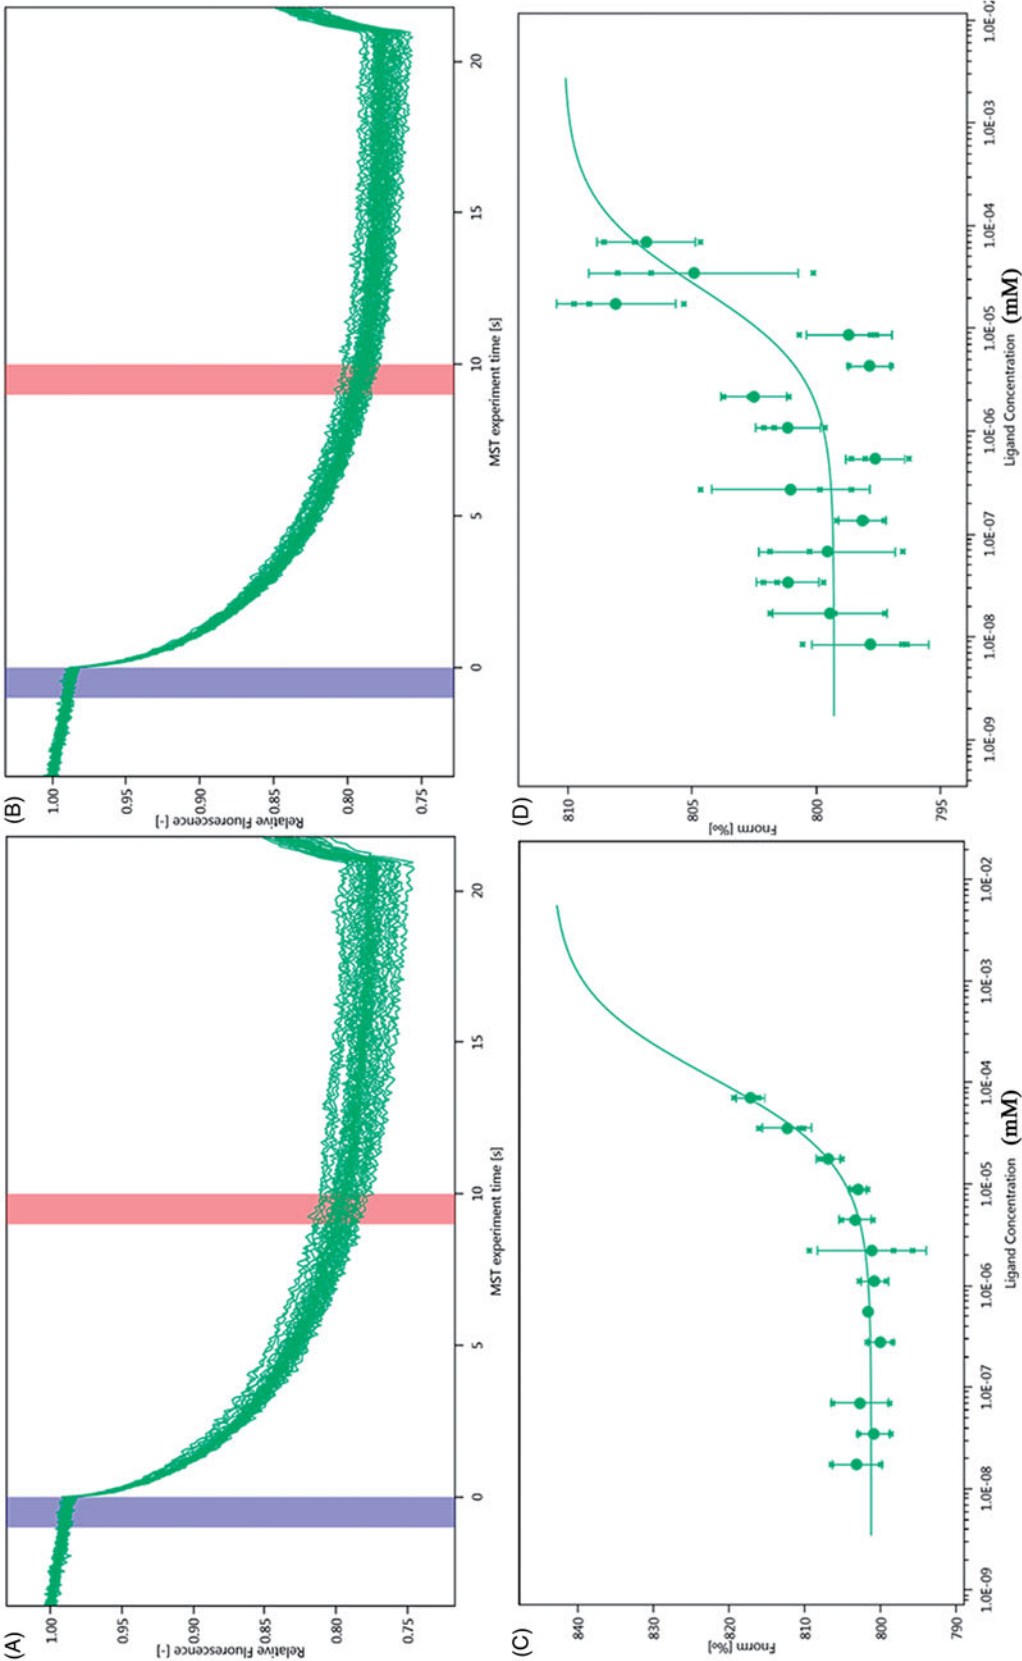 (A)
1.00
0.95
0.90
0.85
0.80
0.75
Relative Fluorescence [-]
0
5
10
15
20
MST experiment time [s]
(B)
1.00
0.95
0.90
0.85
0.80
0.75
Relative Fluorescence [-]
0
5
10
15
20
MST experiment time [s]
(C)
840
830
820
810
800
790
Fnorm [‰]
1.0E-09
1.0E-08
1.0E-07
1.0E-06
1.0E-05
1.0E-04
1.0E-03
1.0E-02
Ligand Concentration (mM)
(D)
810
805
800
795
Fnorm [‰]
1.0E-09
1.0E-08
1.0E-07
1.0E-06
1.0E-05
1.0E-04
1.0E-03
1.0E-02
Ligand Concentration (mM)